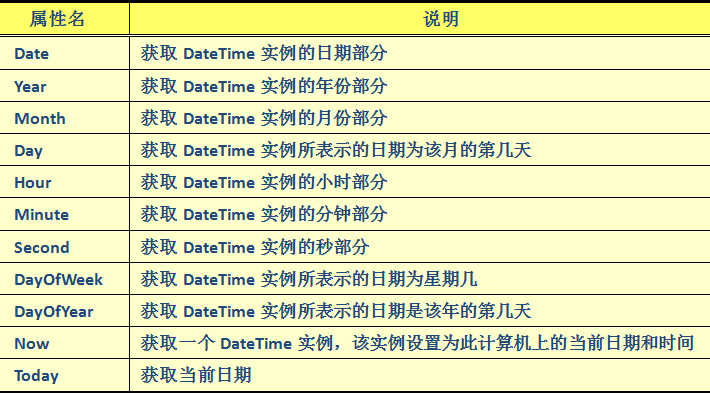 属性名 说明
Date 获取 DateTime 实例的日期部分
Year 获取 DateTime 实例的年份部分
Month 获取 DateTime 实例的月份部分
Day 获取 DateTime 实例所表示的日期为该月的第几天
Hour 获取 DateTime 实例的小时部分
Minute 获取 DateTime 实例的分钟部分
Second 获取 DateTime 实例的秒部分
DayOfWeek 获取 DateTime 实例所表示的日期为星期几
DayOfYear 获取 DateTime 实例所表示的日期是该年的第几天
Now 获取一个 DateTime 实例，该实例设置为此计算机上的当前日期和时间
Today 获取当前日期